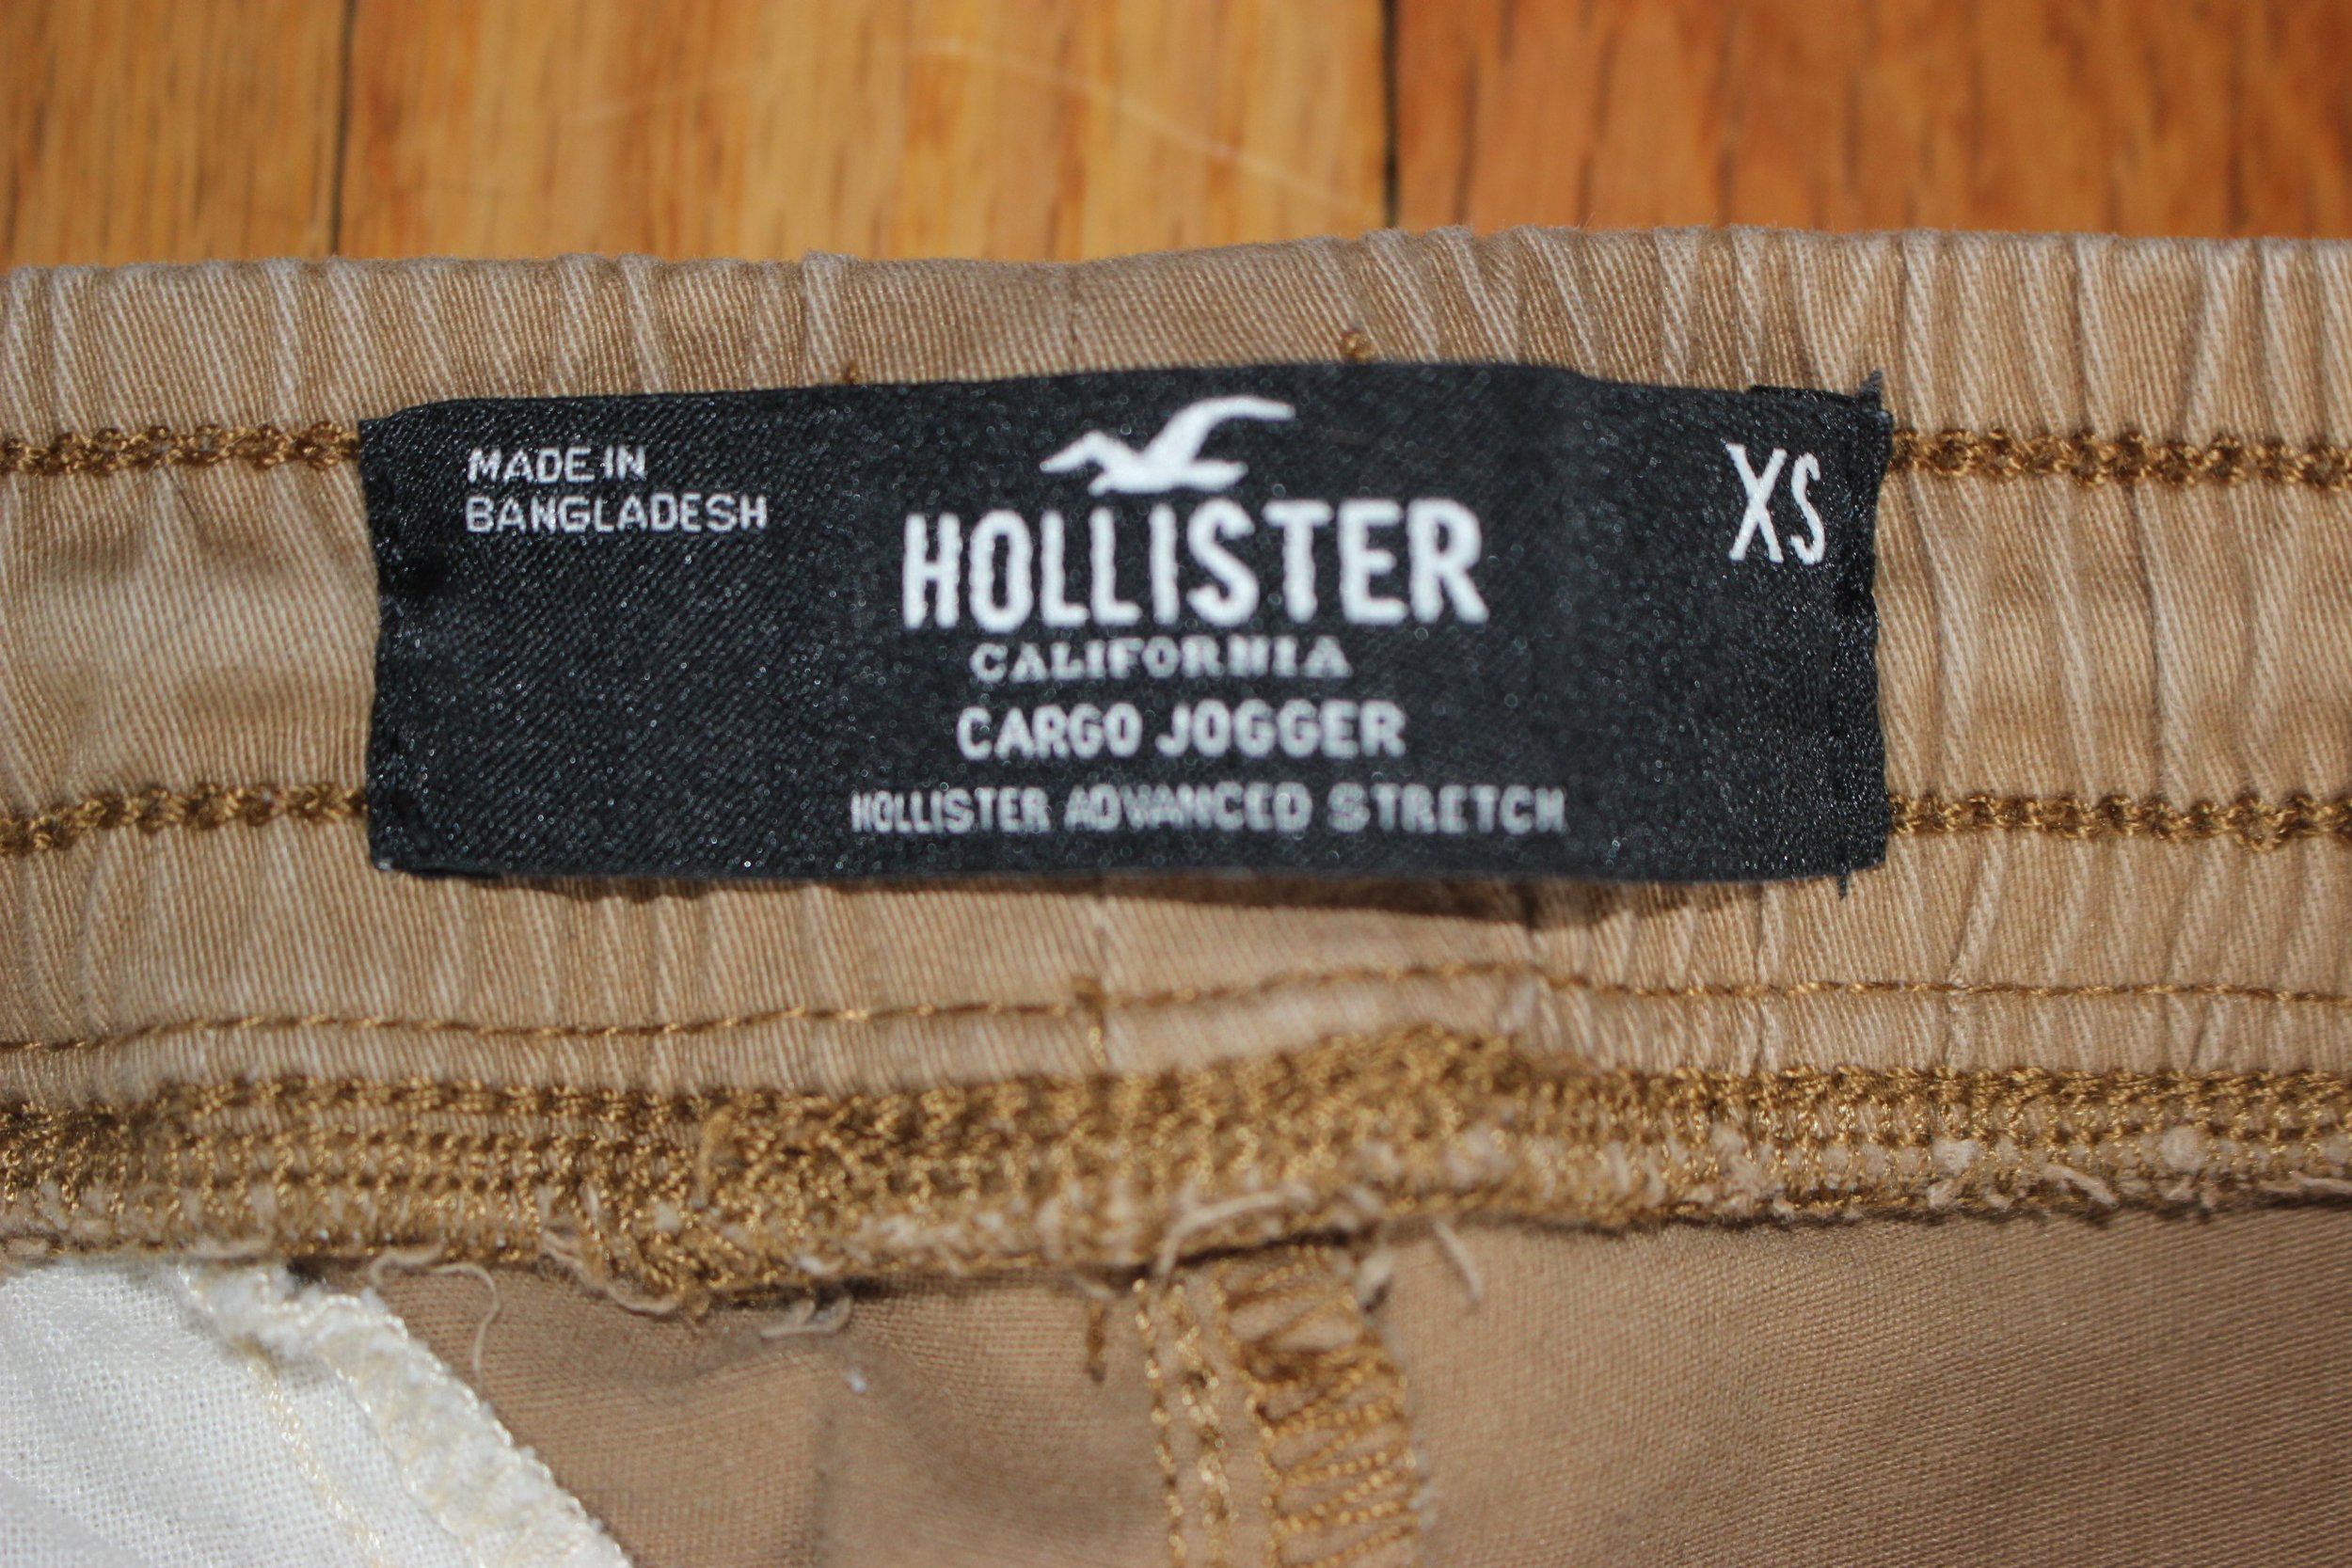 MADE IN
BANGLADESH
HOLLISTER
CALIFORNIA
CARGO JOGGER
HOLLISTER ADVANCED STRETCH
XS